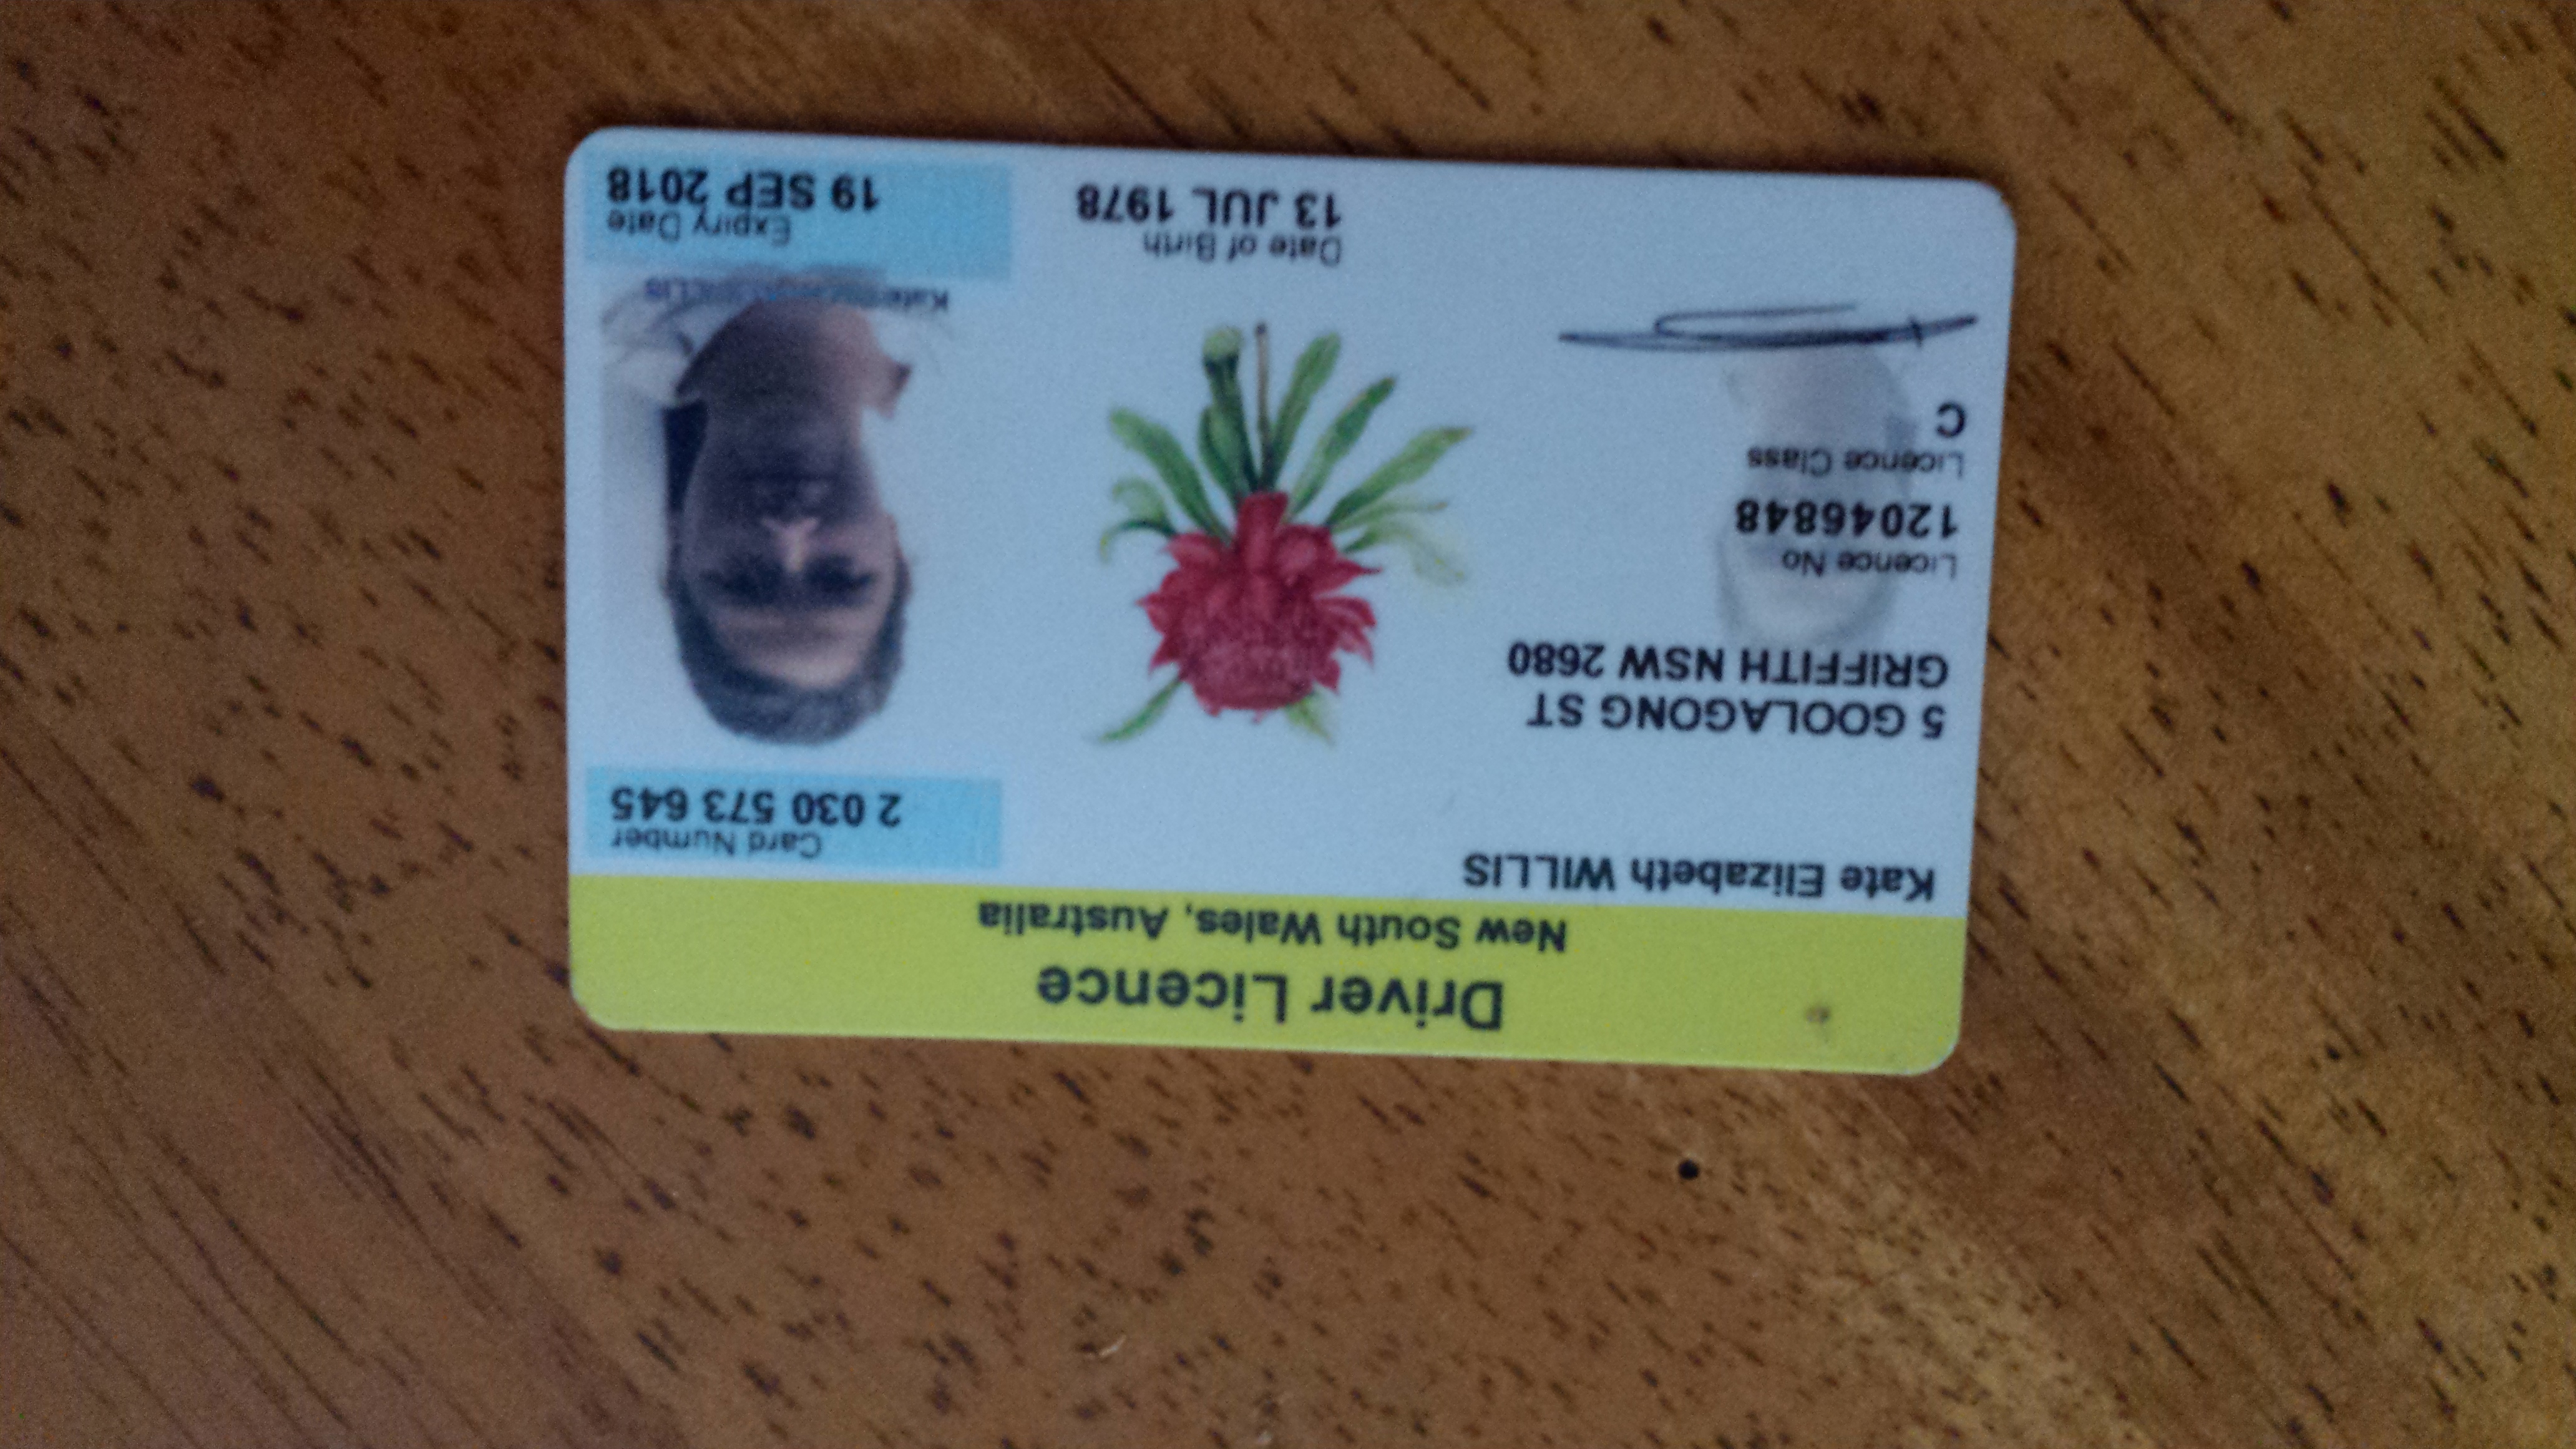 Driver Licence
New South Wales, Australia
Kate Elizabeth WILLIS
Card Number
2 030 573 645
5 GOOLAGONG ST
GRIFFITH NSW 2680
Licence No
12046848
Licence Class
C
Kate WILLIS
Date of Birth
13 JUL 1978
Expiry Date
19 SEP 2018